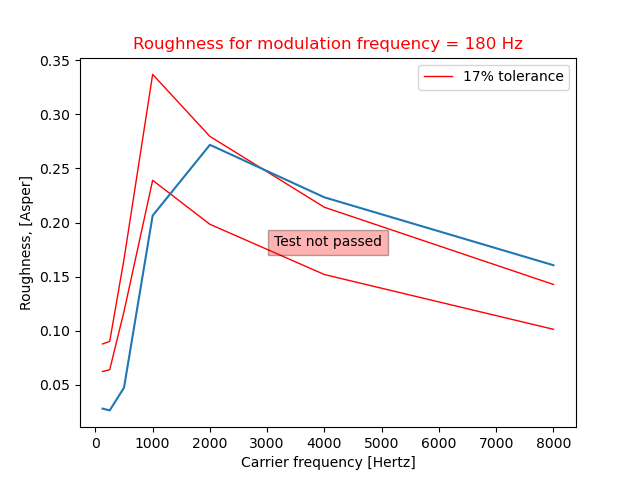 Roughness for modulation frequency = 180 Hz
17% tolerance
Test not passed
Roughness, [Asper]
0.35
0.30
0.25
0.20
0.15
0.10
0.05
0 1000 2000 3000 4000 5000 6000 7000 8000
Carrier frequency [Hertz]